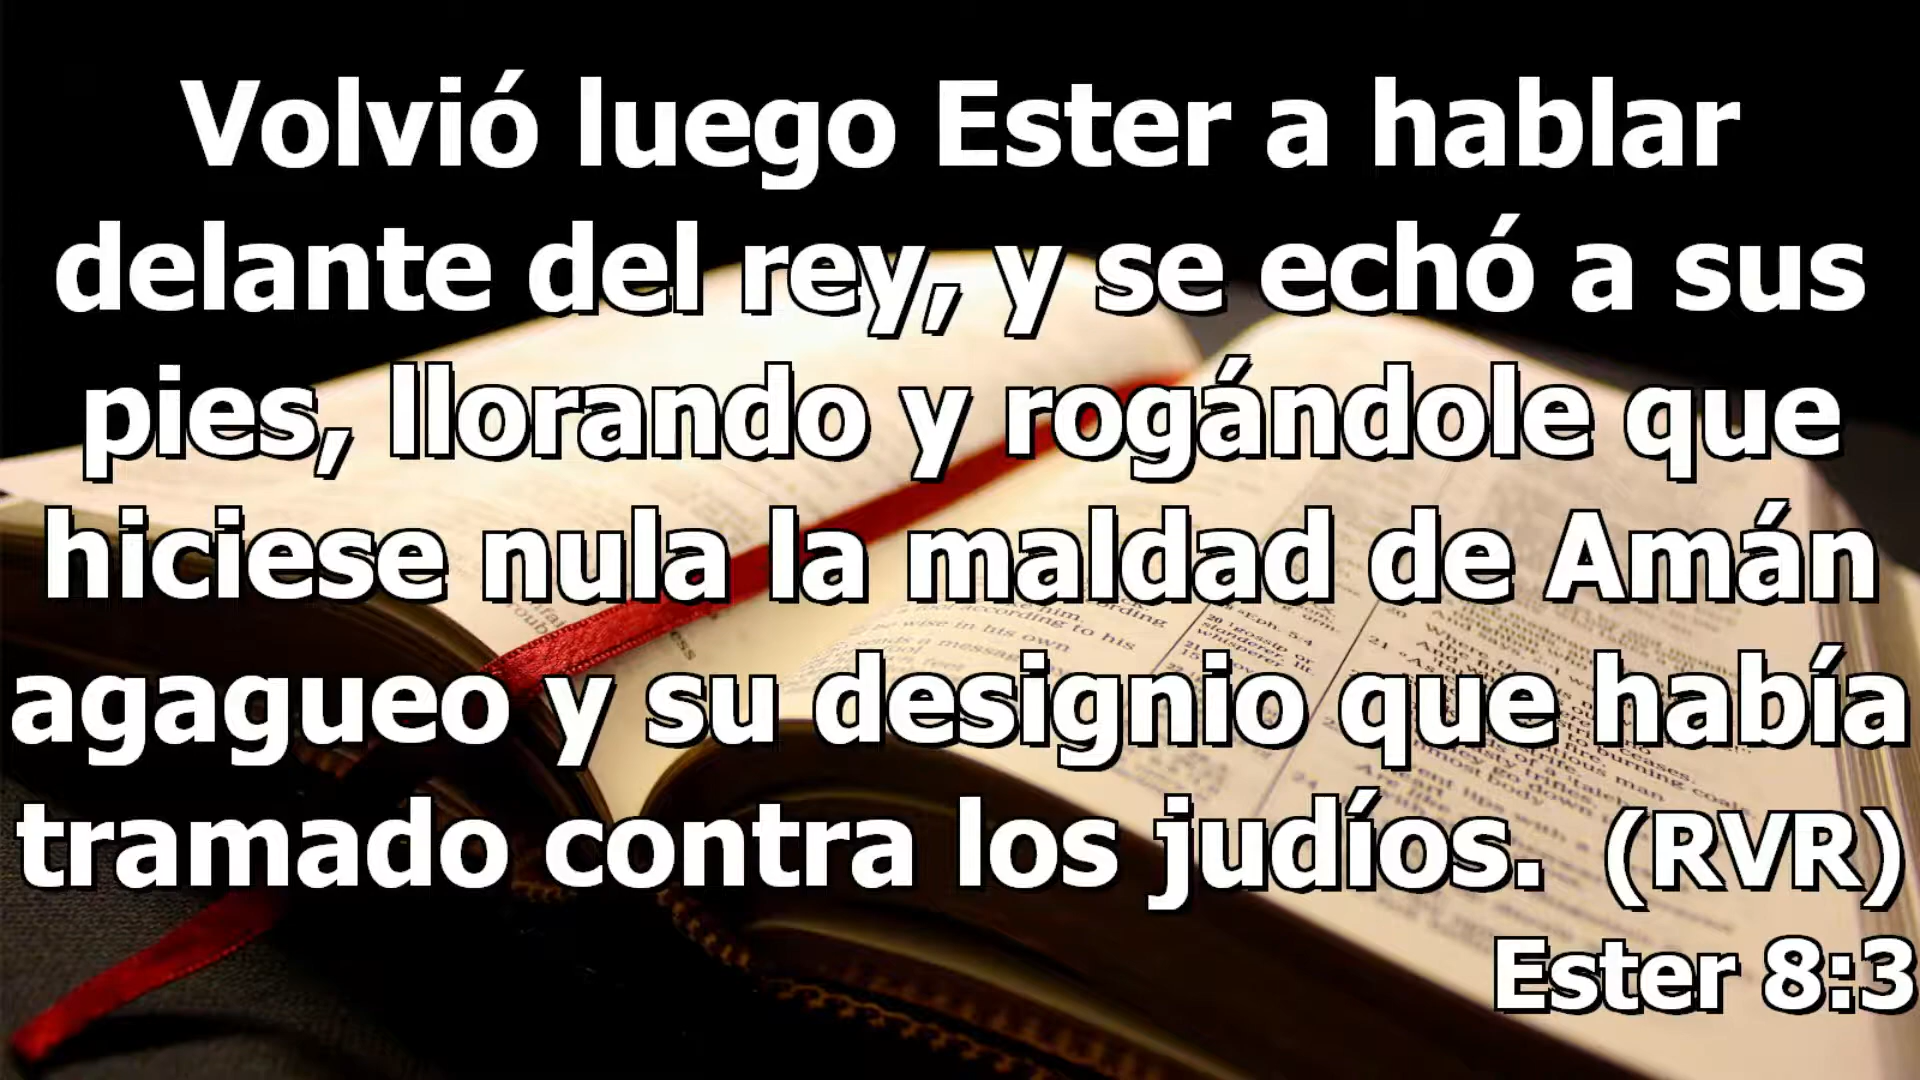 Volvió luego Ester a hablar
delante del rey, y se echó a sus
pies, llorando y rogándole que
hiciese nula la maldad de Amán
agagueo y su designio que había
tramado contra los judíos. (RVR)
Ester 8:3